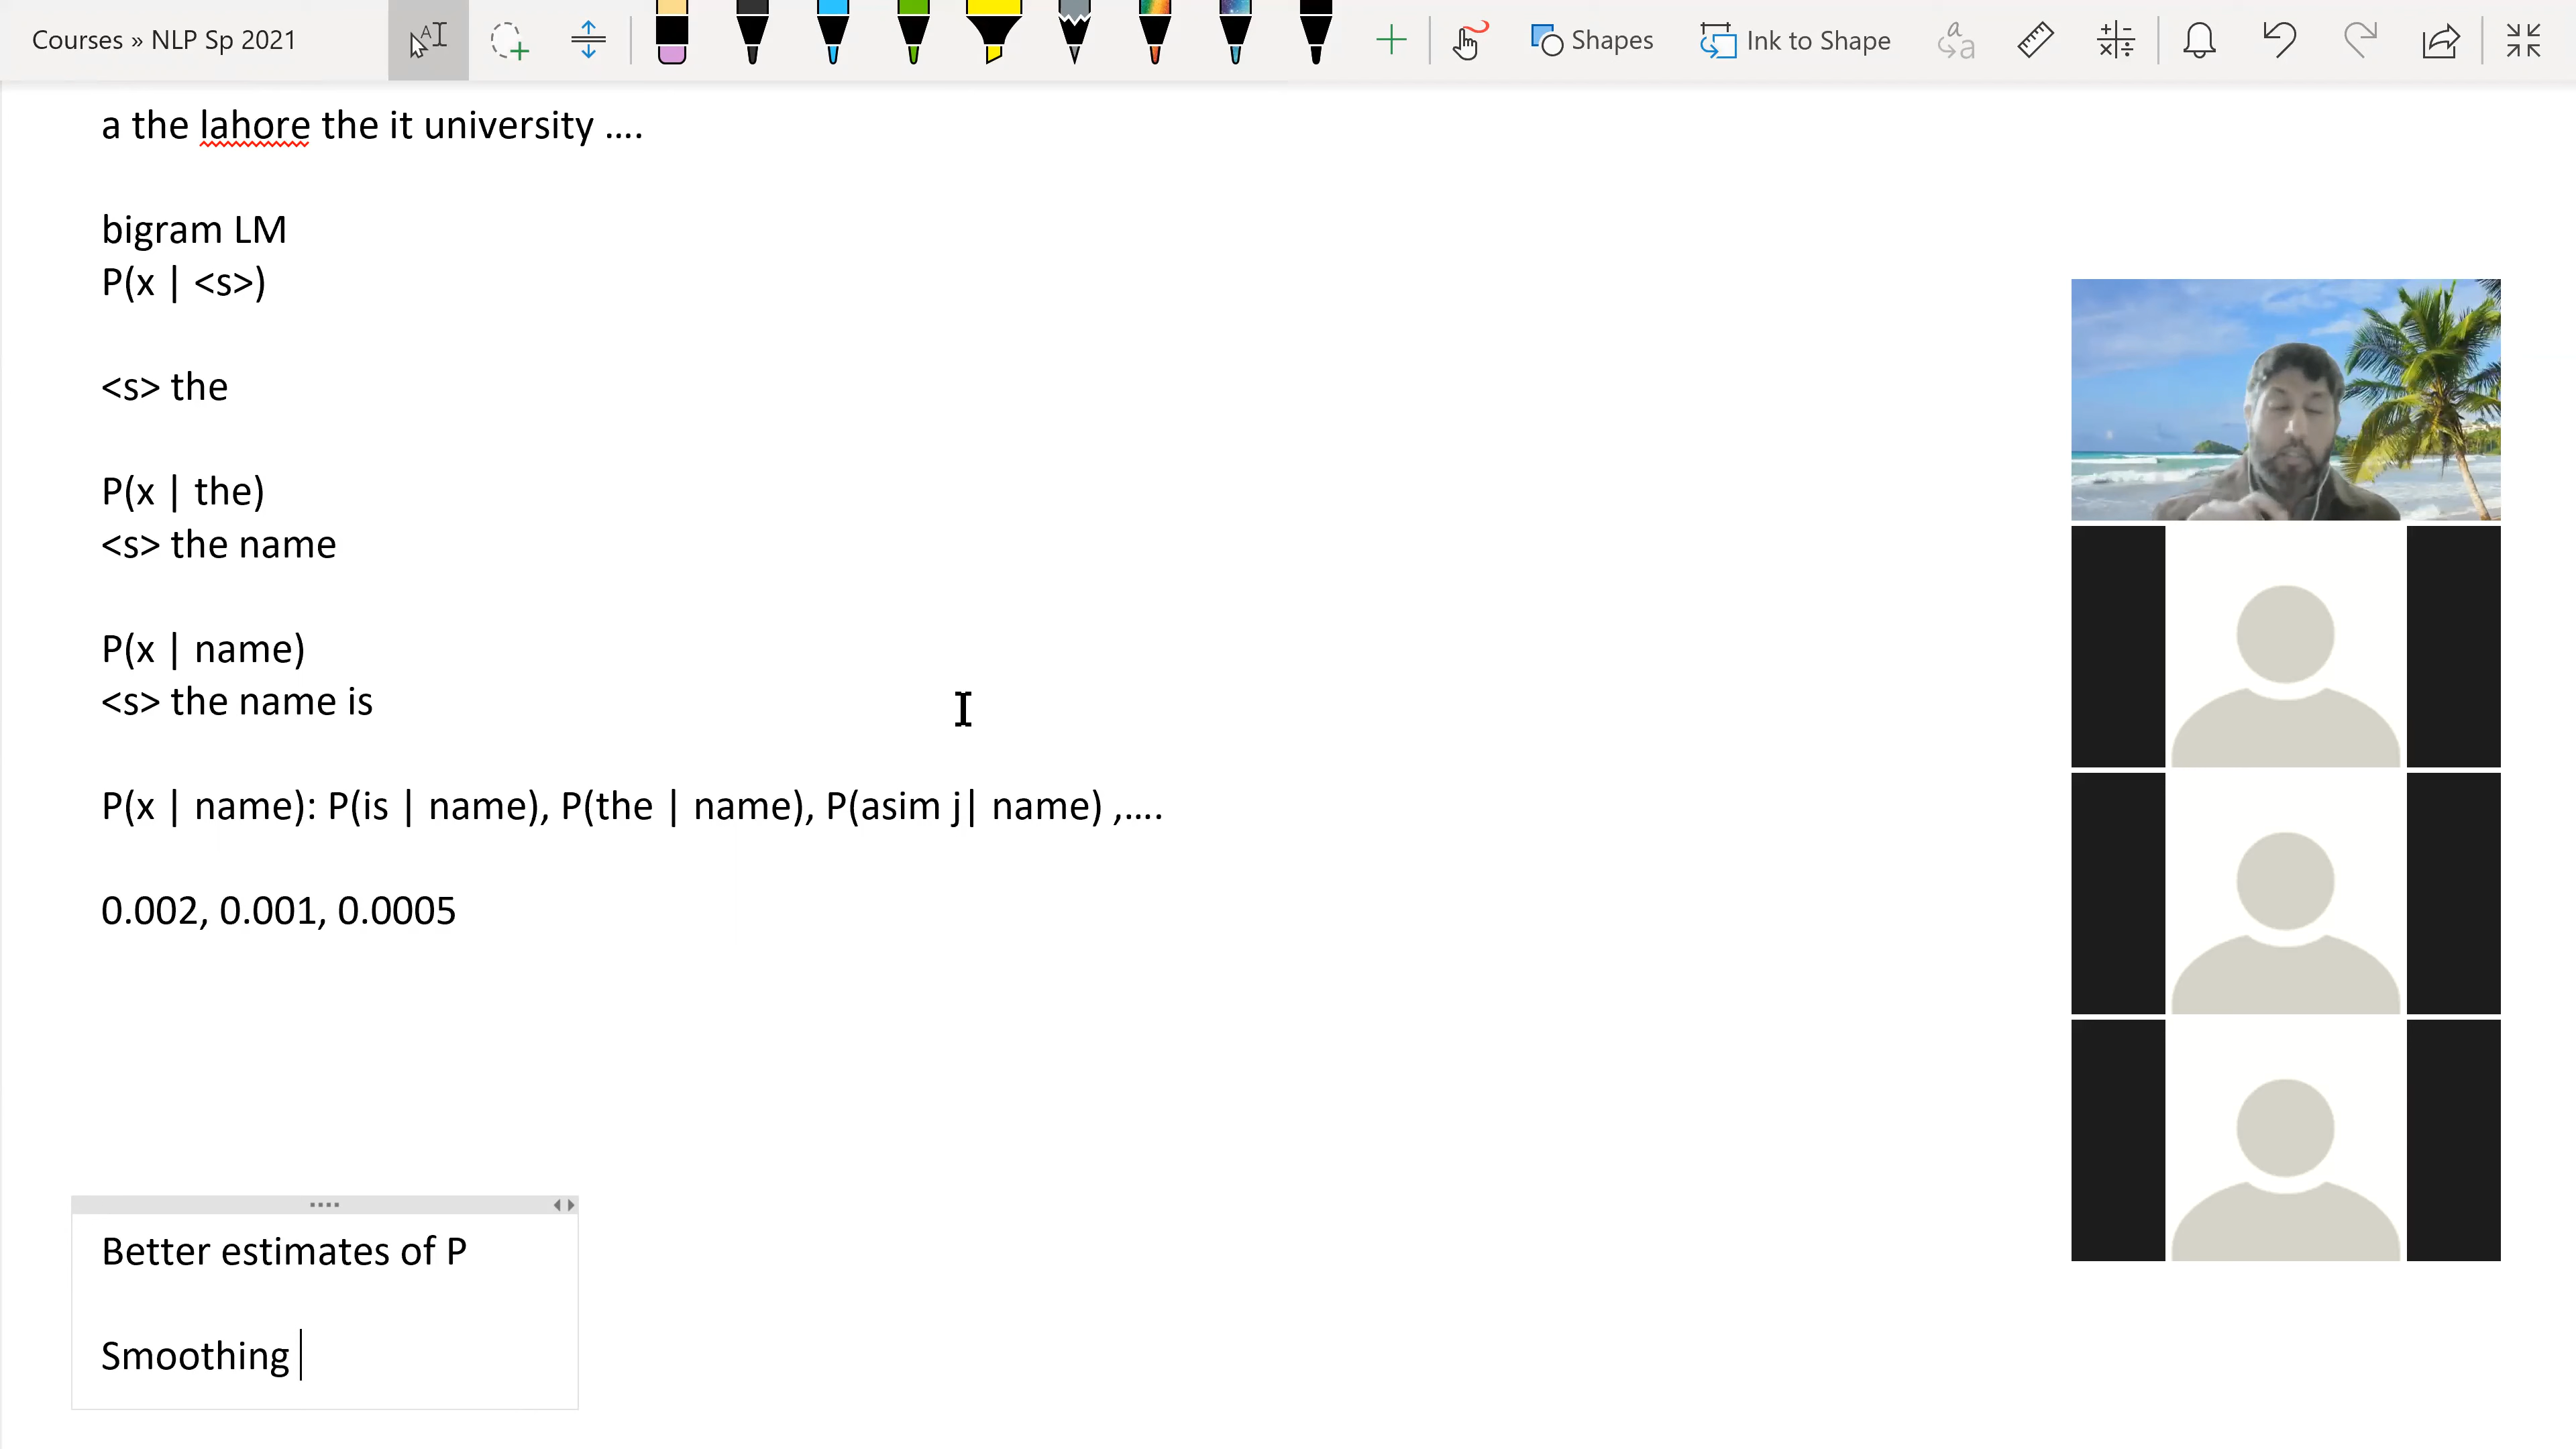 Courses » NLP Sp 2021
Shapes
Ink to Shape
a the lahore the it university ....
bigram LM
P(x | <s>)
<s> the
P(x | the)
<s> the name
P(x | name)
<s> the name is
P(x | name): P(is | name), P(the | name), P(asim j| name) ,....
0.002, 0.001, 0.0005
Better estimates of P
Smoothing